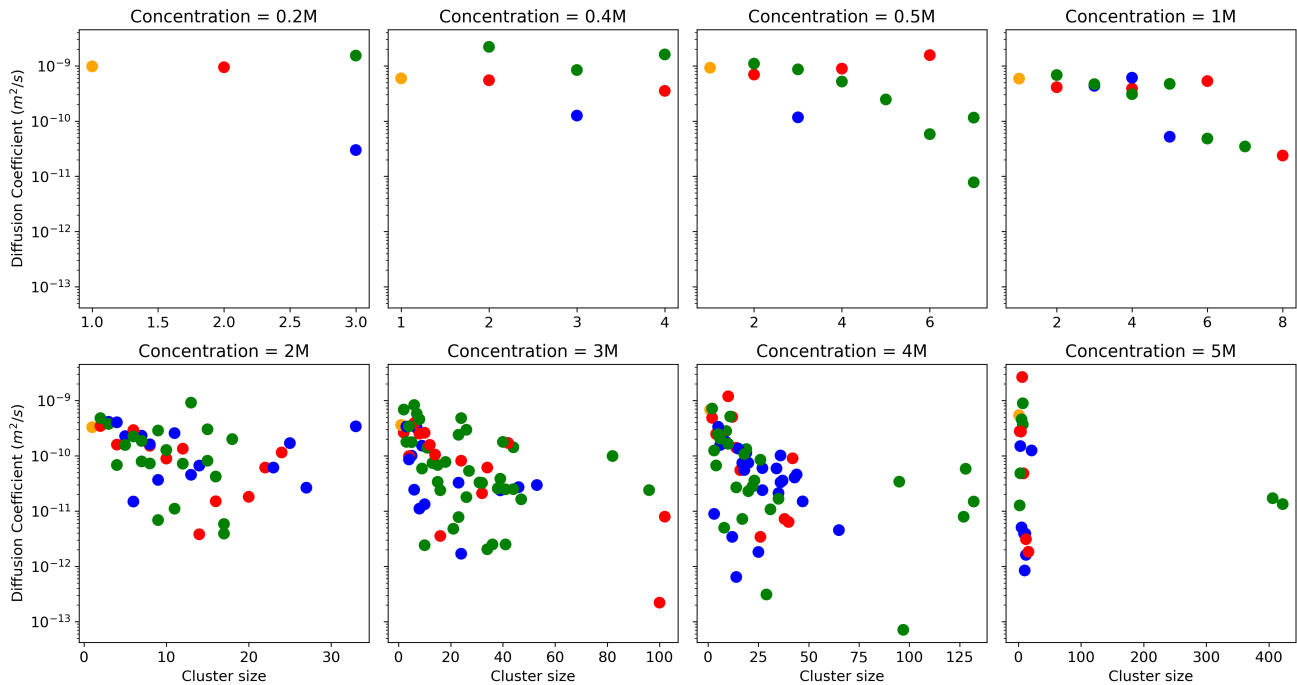 Concentration = 0.2M
Concentration = 0.4M
Concentration = 0.5M
Concentration = 1M
Diffusion Coefficient (m²/s)
10⁻⁹
10⁻¹⁰
10⁻¹¹
10⁻¹²
10⁻¹³
1.0 1.5 2.0 2.5 3.0
1 2 3 4
2 4 6
2 4 6 8
Concentration = 2M
Concentration = 3M
Concentration = 4M
Concentration = 5M
Diffusion Coefficient (m²/s)
10⁻⁹
10⁻¹⁰
10⁻¹¹
10⁻¹²
10⁻¹³
0 10 20 30
0 20 40 60 80 100
0 25 50 75 100 125
0 100 200 300 400
Cluster size
Cluster size
Cluster size
Cluster size